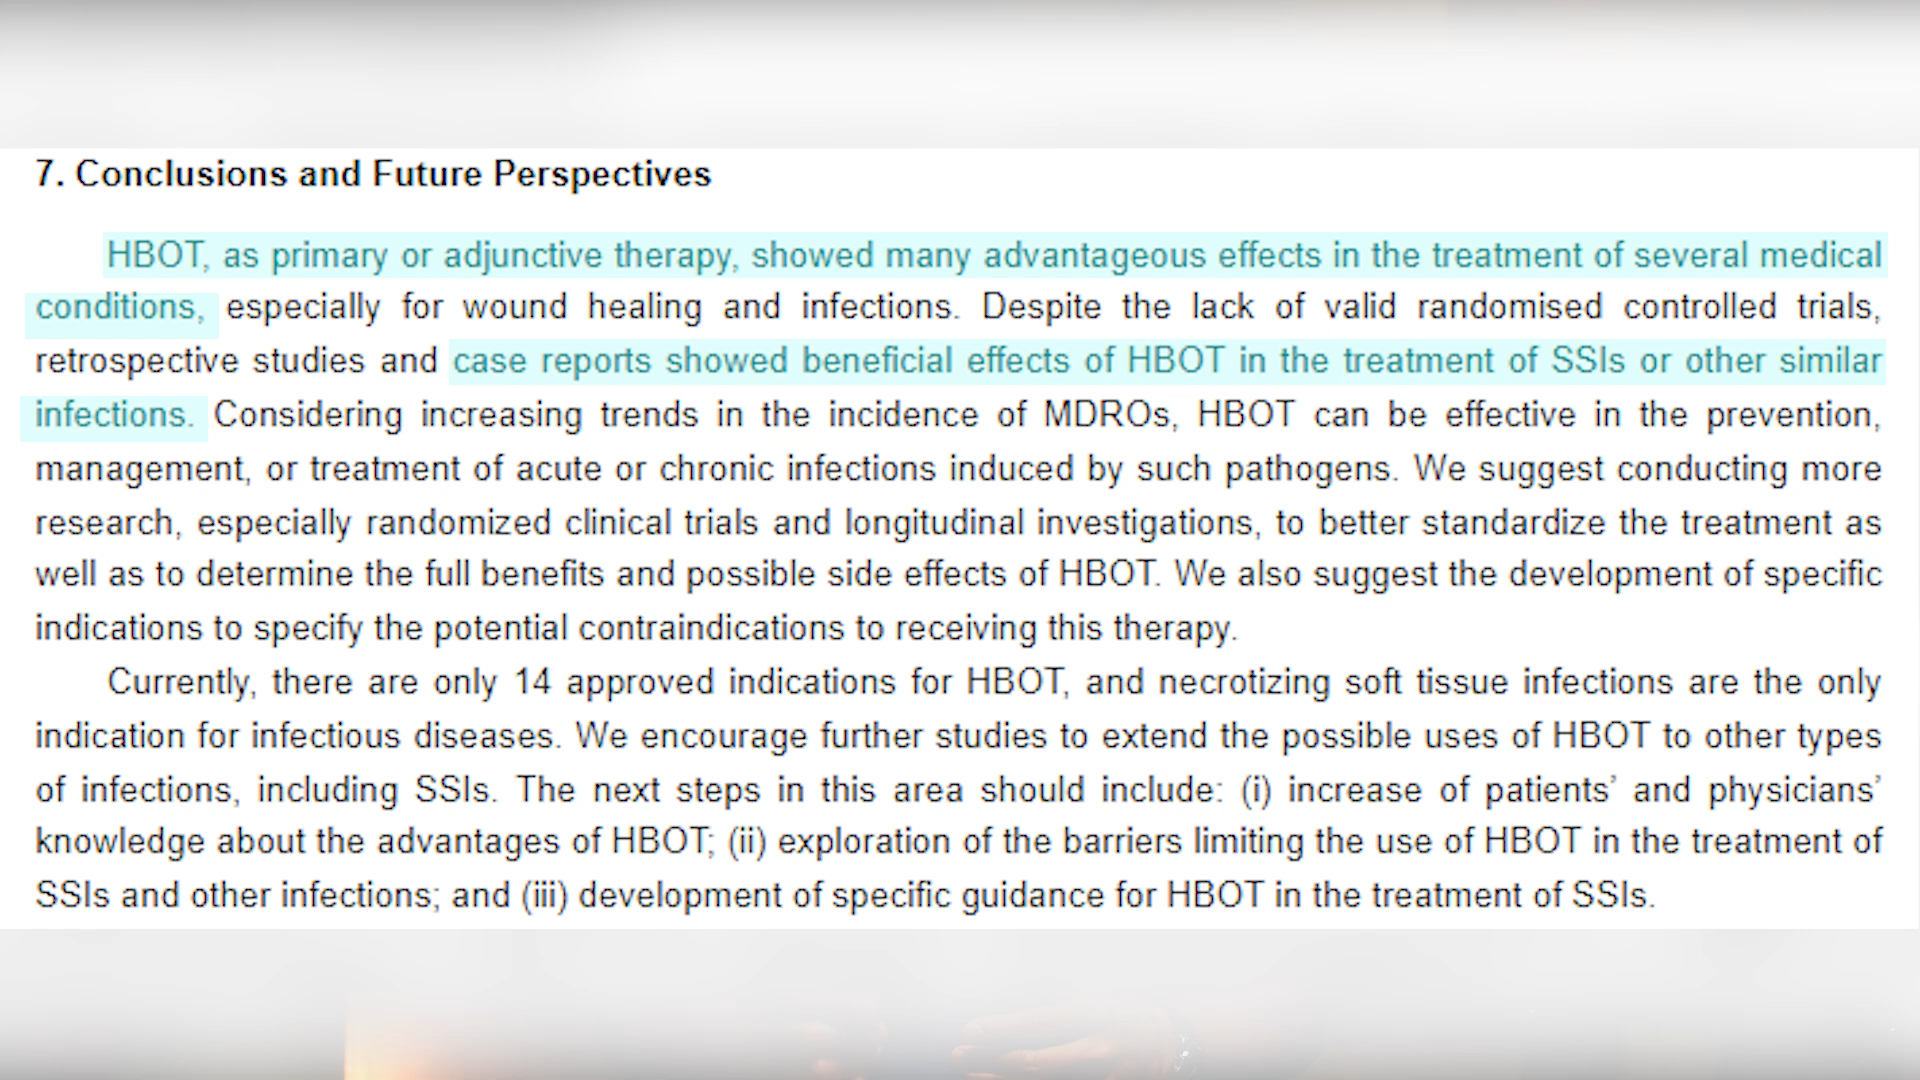 7. Conclusions and Future Perspectives
HBOT, as primary or adjunctive therapy, showed many advantageous effects in the treatment of several medical
conditions, especially for wound healing and infections. Despite the lack of valid randomised controlled trials,
retrospective studies and case reports showed beneficial effects of HBOT in the treatment of SSIs or other similar
infections. Considering increasing trends in the incidence of MDROs, HBOT can be effective in the prevention,
management, or treatment of acute or chronic infections induced by such pathogens. We suggest conducting more
research, especially randomized clinical trials and longitudinal investigations, to better standardize the treatment as
well as to determine the full benefits and possible side effects of HBOT. We also suggest the development of specific
indications to specify the potential contraindications to receiving this therapy.
Currently, there are only 14 approved indications for HBOT, and necrotizing soft tissue infections are the only
indication for infectious diseases. We encourage further studies to extend the possible uses of HBOT to other types
of infections, including SSIs. The next steps in this area should include: (i) increase of patients’ and physicians’
knowledge about the advantages of HBOT; (ii) exploration of the barriers limiting the use of HBOT in the treatment of
SSIs and other infections; and (iii) development of specific guidance for HBOT in the treatment of SSIs.